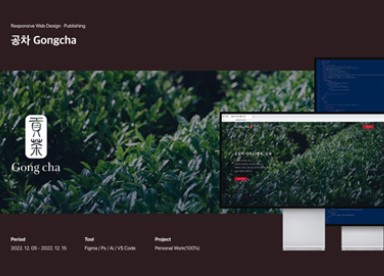 Responsive Web Design · Publishing
공차 Gongcha
貢茶
Gong cha
Period
Tool
Project
2022. 12. 05 - 2022. 12. 16
Figma / Ps / Ai / VS Code
Personal Work(100%)